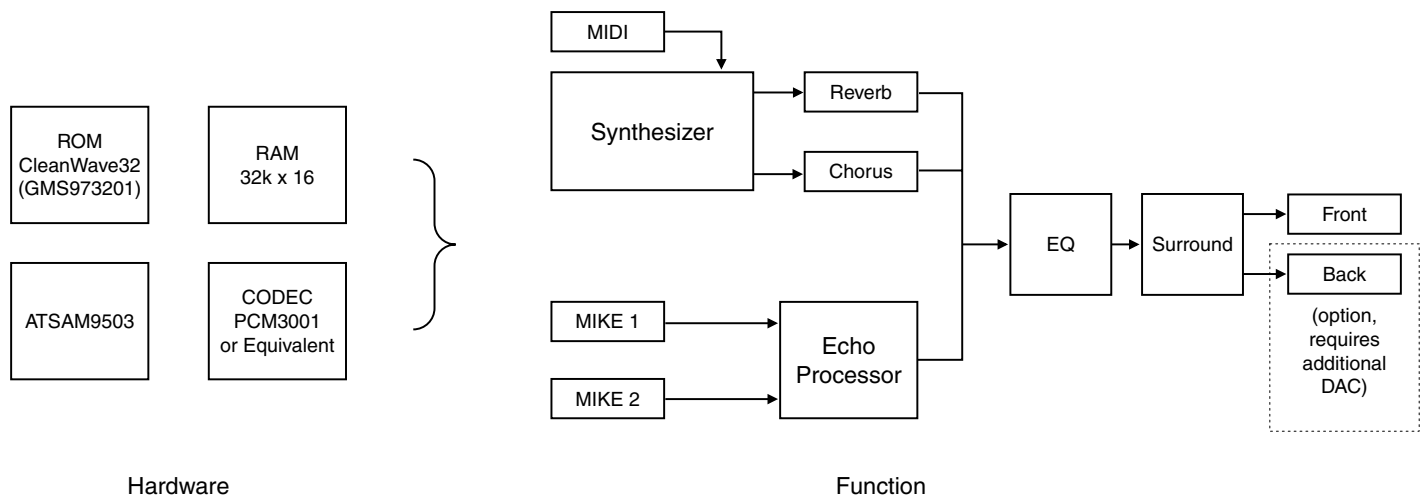 ROM
CleanWave32
(GMS973201)
RAM
32k x 16
ATSAM9503
CODEC
PCM3001
or Equivalent
Hardware
MIDI
Synthesizer
Reverb
Chorus
MIKE 1
MIKE 2
Echo
Processor
EQ
Surround
Front
Back
(option,
requires
additional
DAC)
Function